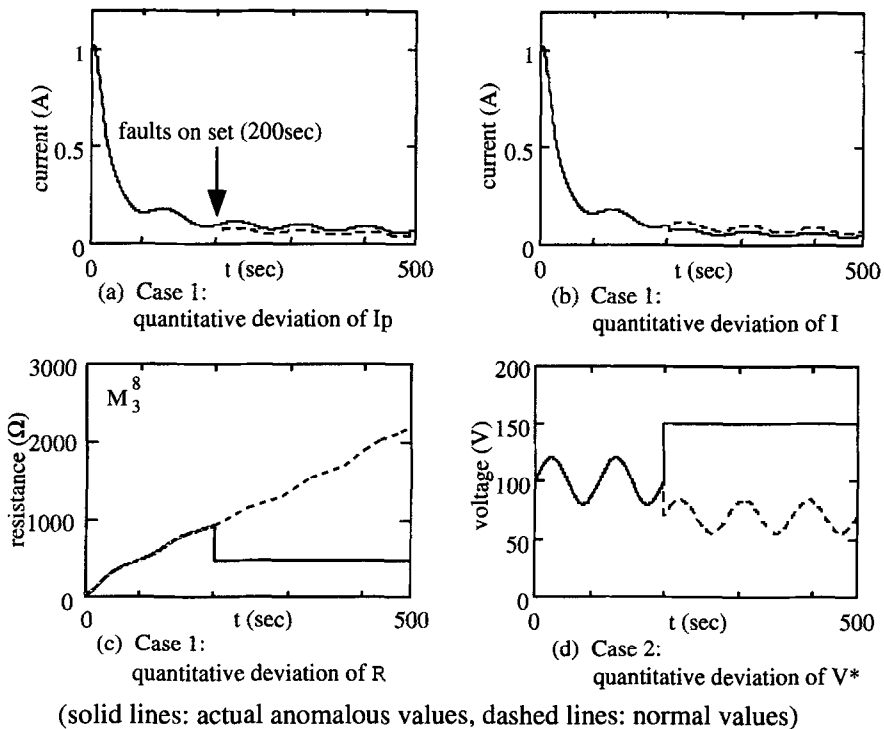 current (A)
1
0.5
0
faults on set (200sec)
0
t (sec)
500
(a) Case 1:
quantitative deviation of Ip
current (A)
1
0.5
0
0
t (sec)
500
(b) Case 1:
quantitative deviation of I
resistance (Ω)
3000
2000
1000
0
M₃⁸
0
t (sec)
500
(c) Case 1:
quantitative deviation of R
voltage (V)
200
150
100
50
0
0
t (sec)
500
(d) Case 2:
quantitative deviation of V*
(solid lines: actual anomalous values, dashed lines: normal values)